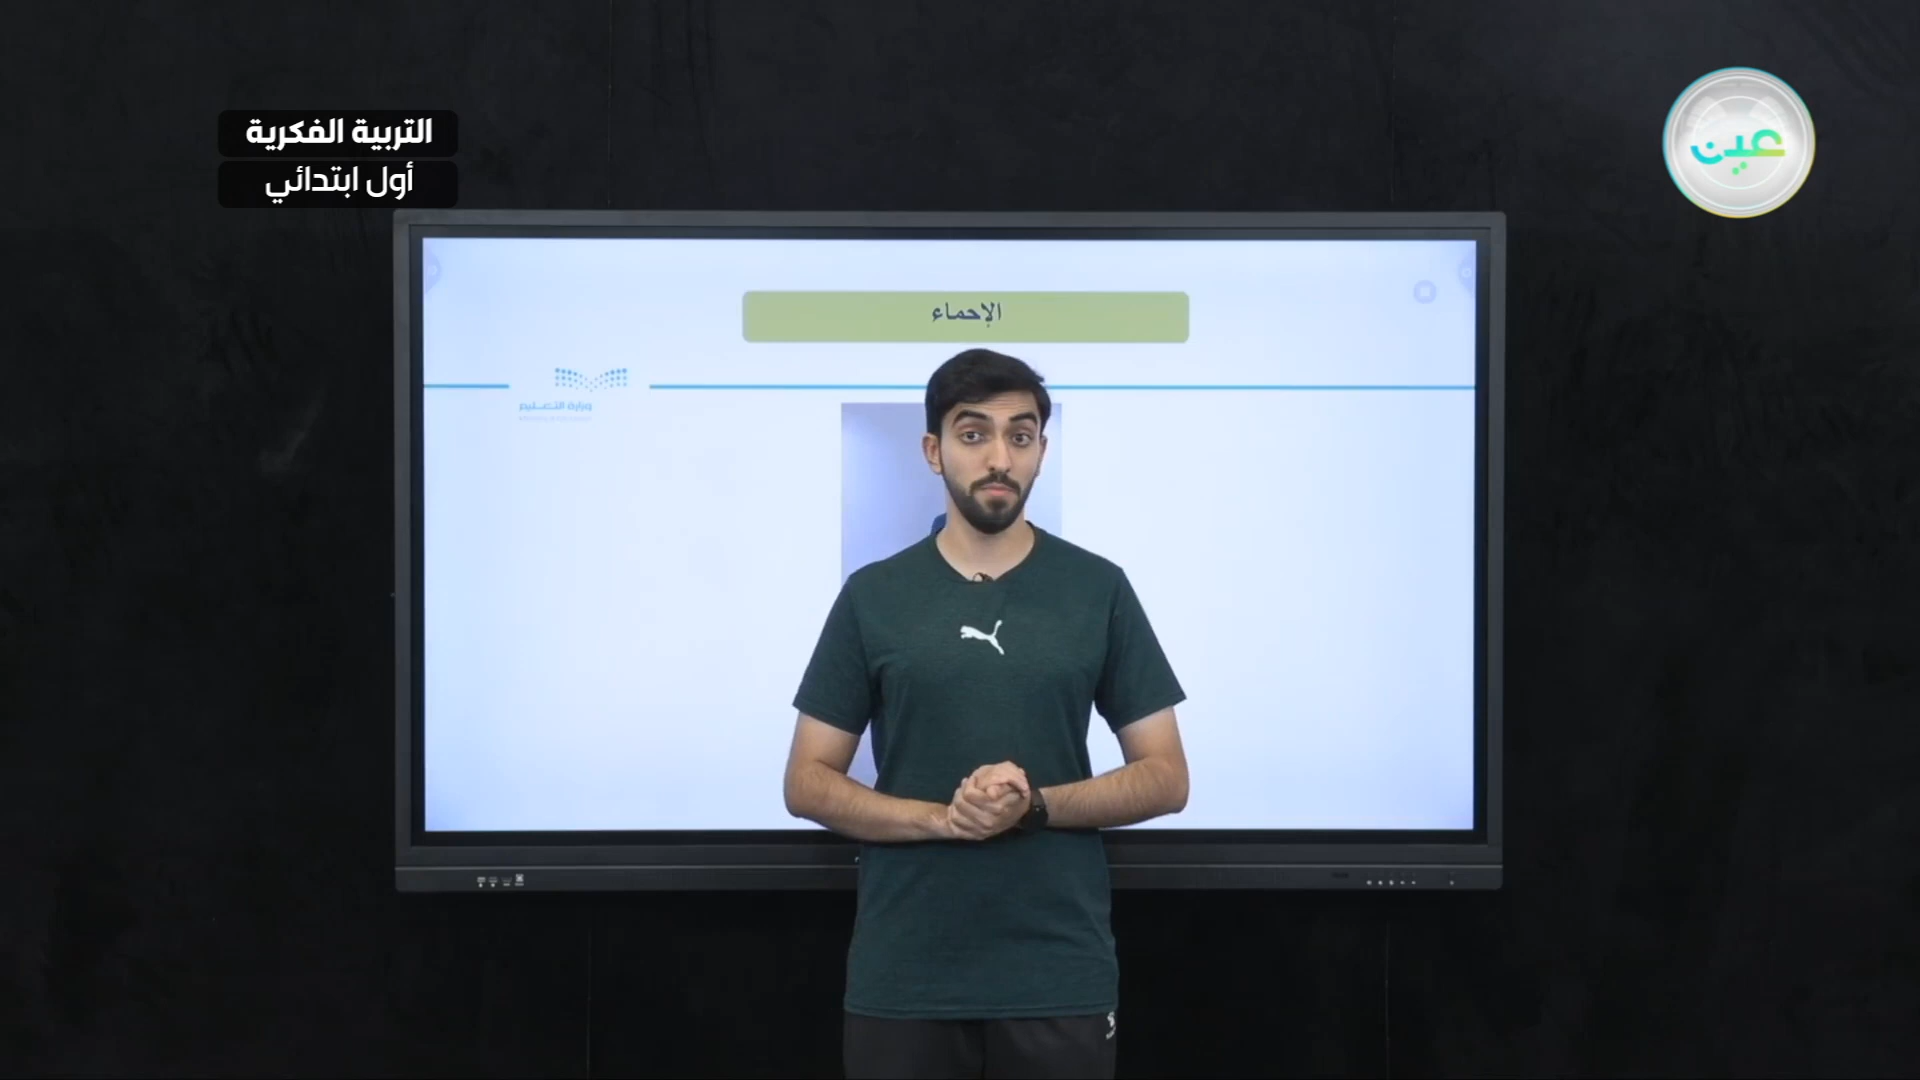 التربية الفكرية
أول ابتدائي
عين
الإحماء
وزارة التعليم